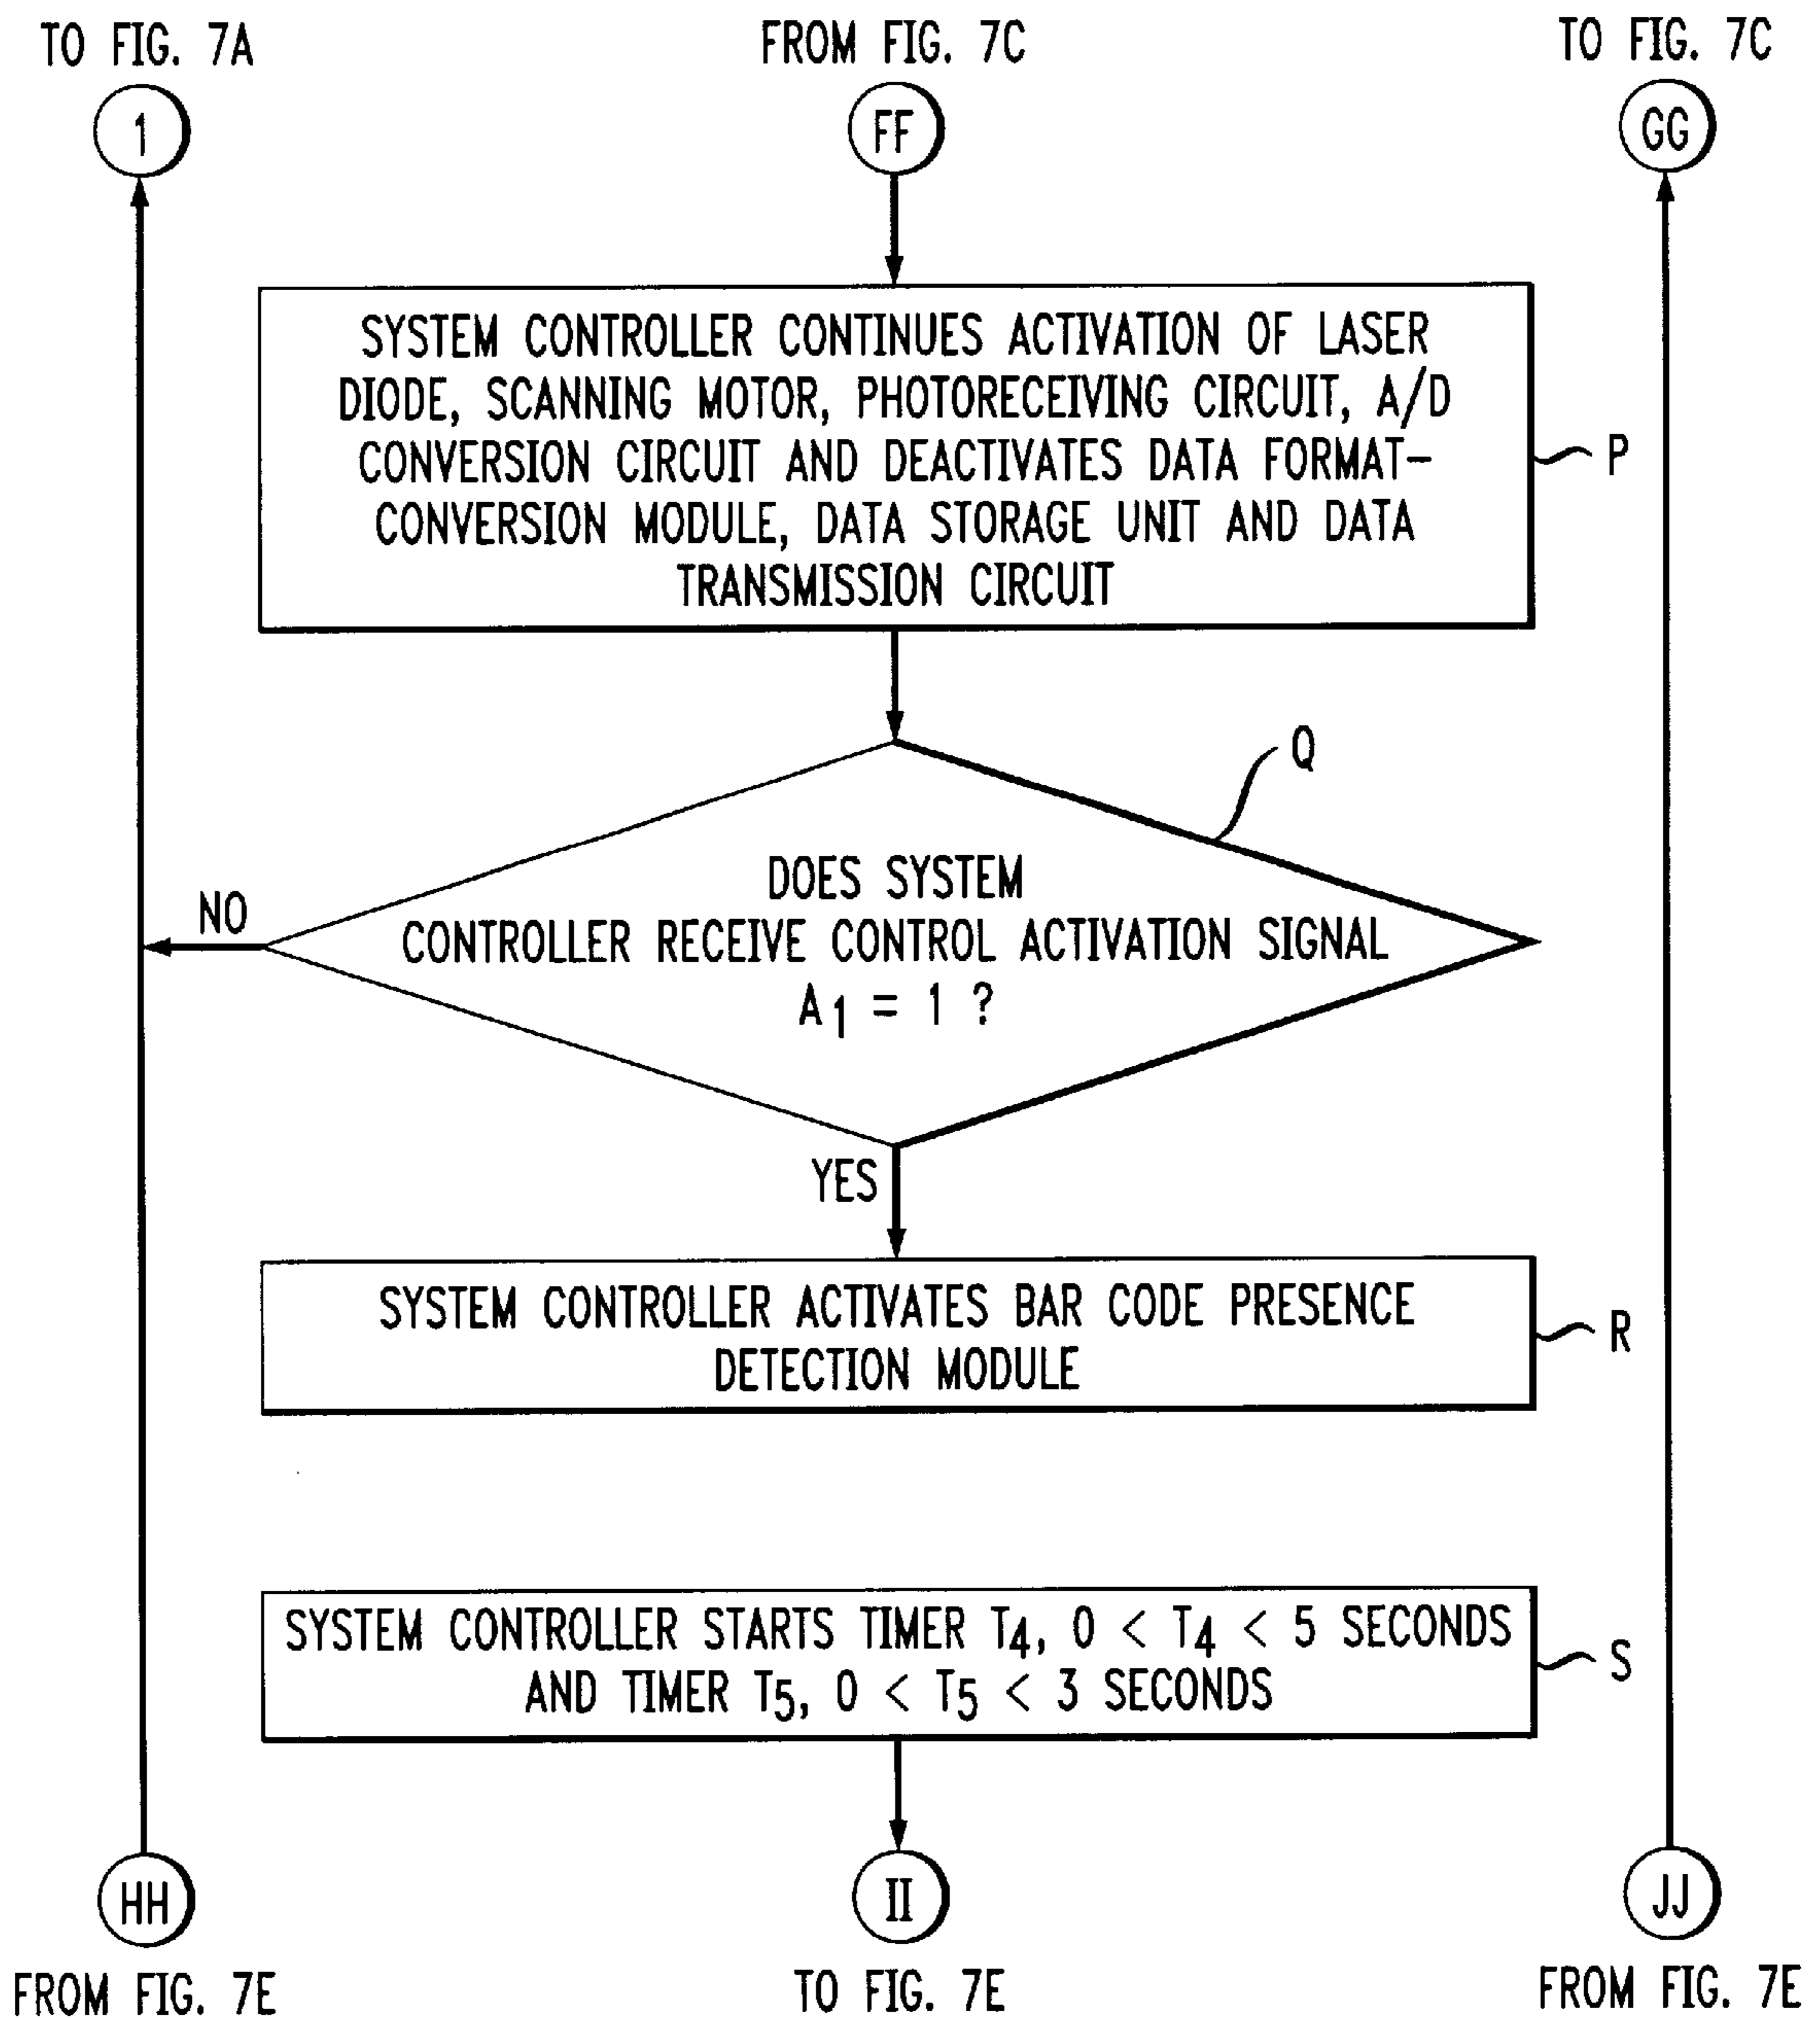 TO FIG. 7A
FROM FIG. 7C
TO FIG. 7C
1
FF
GG
SYSTEM CONTROLLER CONTINUES ACTIVATION OF LASER
DIODE, SCANNING MOTOR, PHOTORECEIVING CIRCUIT, A/D
CONVERSION CIRCUIT AND DEACTIVATES DATA FORMAT-
CONVERSION MODULE, DATA STORAGE UNIT AND DATA
TRANSMISSION CIRCUIT
P
Q
DOES SYSTEM
CONTROLLER RECEIVE CONTROL ACTIVATION SIGNAL
A1 = 1 ?
NO
YES
SYSTEM CONTROLLER ACTIVATES BAR CODE PRESENCE
DETECTION MODULE
R
SYSTEM CONTROLLER STARTS TIMER T4, 0 < T4 < 5 SECONDS
AND TIMER T5, 0 < T5 < 3 SECONDS
S
HH
II
JJ
FROM FIG. 7E
TO FIG. 7E
FROM FIG. 7E